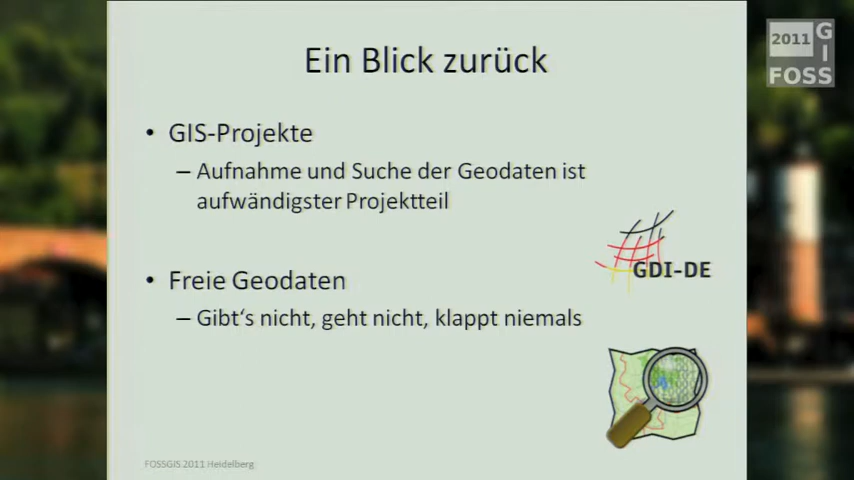 Ein Blick zurück
2011
G
I
FOSS
• GIS-Projekte
– Aufnahme und Suche der Geodaten ist
aufwändigster Projektteil
GDI-DE
• Freie Geodaten
– Gibt's nicht, geht nicht, klappt niemals
FOSSGIS 2011 Heidelberg